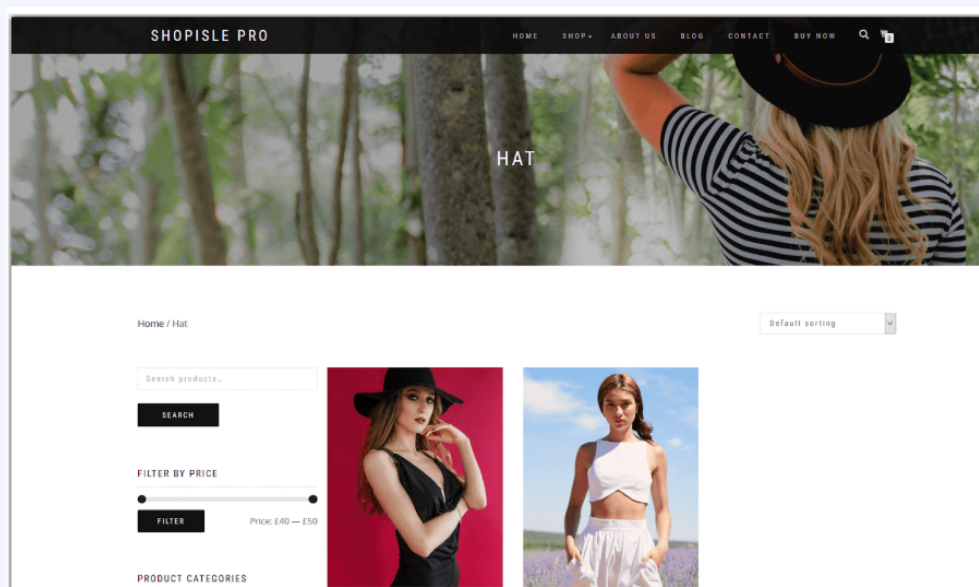 SHOPISLE PRO
HOME SHOP ABOUT US BLOG CONTACT BUY NOW 0
HAT
Home / Hat
Default sorting
Search products…
SEARCH
FILTER BY PRICE
FILTER
Price: £40 — £50
PRODUCT CATEGORIES